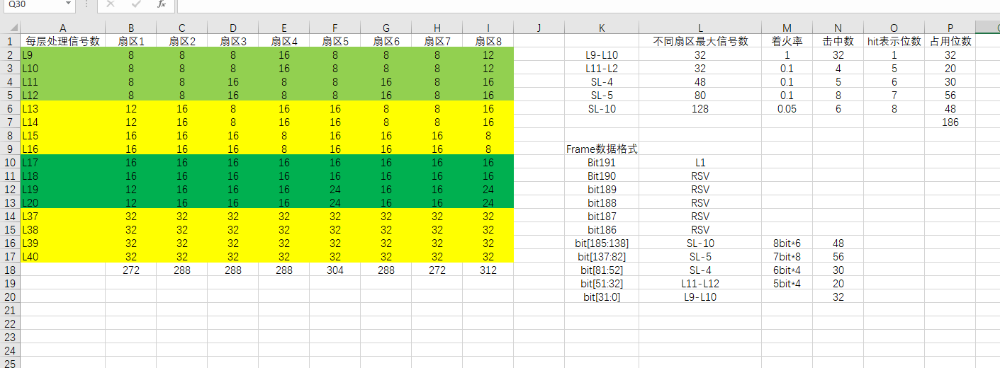 Q30 fx
A B C D E F G H I J K L M N O P
1 每层处理信号数 扇区1 扇区2 扇区3 扇区4 扇区5 扇区6 扇区7 扇区8 不同扇区最大信号数 着火率 击中数 hit表示位数 占用位数
2 L9 8 8 8 16 8 8 8 12 L9-L10 32 1 32 1 32
3 L10 8 8 8 16 8 8 8 12 L11-L2 32 0.1 4 5 20
4 L11 8 8 16 8 8 16 8 16 SL-4 48 0.1 5 6 30
5 L12 8 8 16 8 8 16 8 16 SL-5 80 0.1 8 7 56
6 L13 12 16 8 16 16 8 8 16 SL-10 128 0.05 6 8 48
7 L14 12 16 8 16 16 8 8 16 186
8 L15 16 16 16 8 16 16 16 8
9 L16 16 16 16 8 16 16 16 8 Frame数据格式
10 L17 16 16 16 16 16 16 16 16 Bit191 L1
11 L18 16 16 16 16 16 16 16 16 Bit190 RSV
12 L19 12 16 16 16 24 16 16 24 bit189 RSV
13 L20 12 16 16 16 24 16 16 24 bit188 RSV
14 L37 32 32 32 32 32 32 32 32 bit187 RSV
15 L38 32 32 32 32 32 32 32 32 bit186 RSV
16 L39 32 32 32 32 32 32 32 32 bit[185:138] SL-10 8bit*6 48
17 L40 32 32 32 32 32 32 32 32 bit[137:82] SL-5 7bit*8 56
18 272 288 288 288 304 288 272 312 bit[81:52] SL-4 6bit*4 30
19 bit[51:32] L11-L12 5bit*4 20
20 bit[31:0] L9-L10 32
21
22
23
24
25